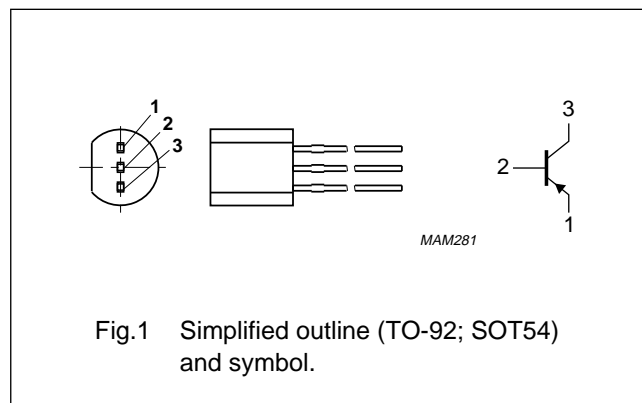 1
2
3
3
2
1
MAM281
Fig.1 Simplified outline (TO-92; SOT54)
and symbol.